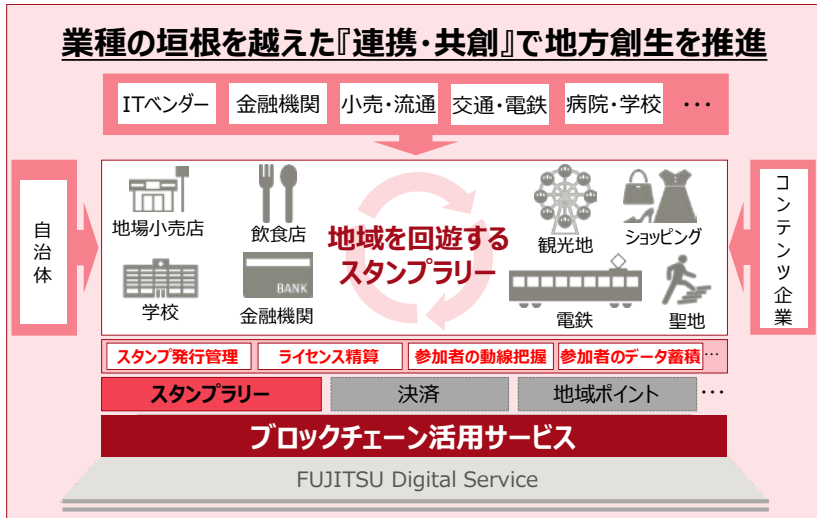 業種の垣根を越えた『連携・共創』で地方創生を推進
ITベンダー
金融機関
小売・流通
交通・電鉄
病院・学校
・・・
自治体
コンテンツ企業
地場小売店
飲食店
地域を回遊する
スタンプラリー
観光地
ショッピング
学校
BANK
金融機関
電鉄
聖地
スタンプ発行管理
ライセンス精算
参加者の動線把握
参加者のデータ蓄積
…
スタンプラリー
決済
地域ポイント
・・・
ブロックチェーン活用サービス
FUJITSU Digital Service